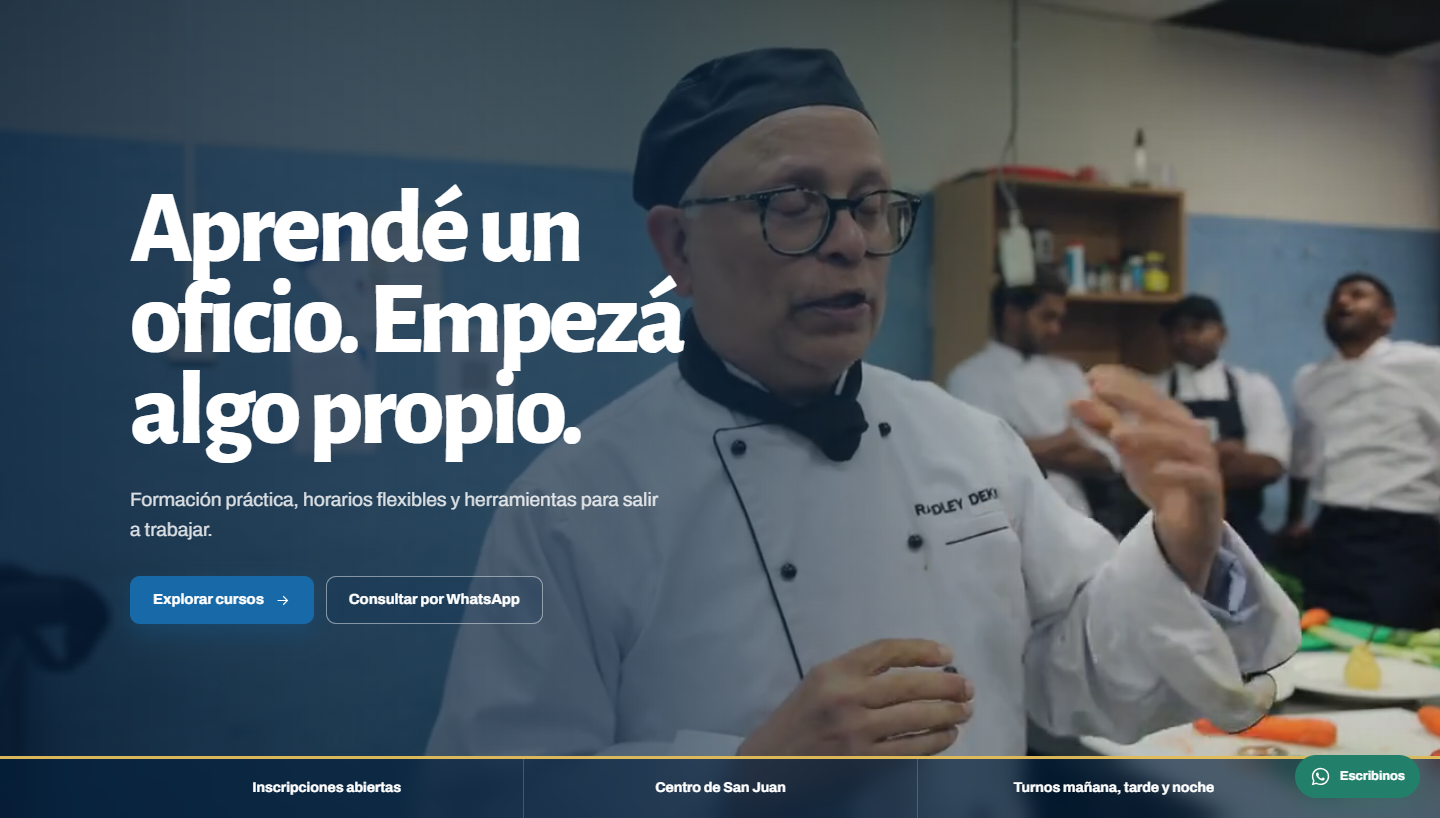 Aprendé un
oficio. Empezá
algo propio.
Formación práctica, horarios flexibles y herramientas para salir
a trabajar.
Explorar cursos →
Consultar por WhatsApp
Inscripciones abiertas
Centro de San Juan
Turnos mañana, tarde y noche
Escribinos